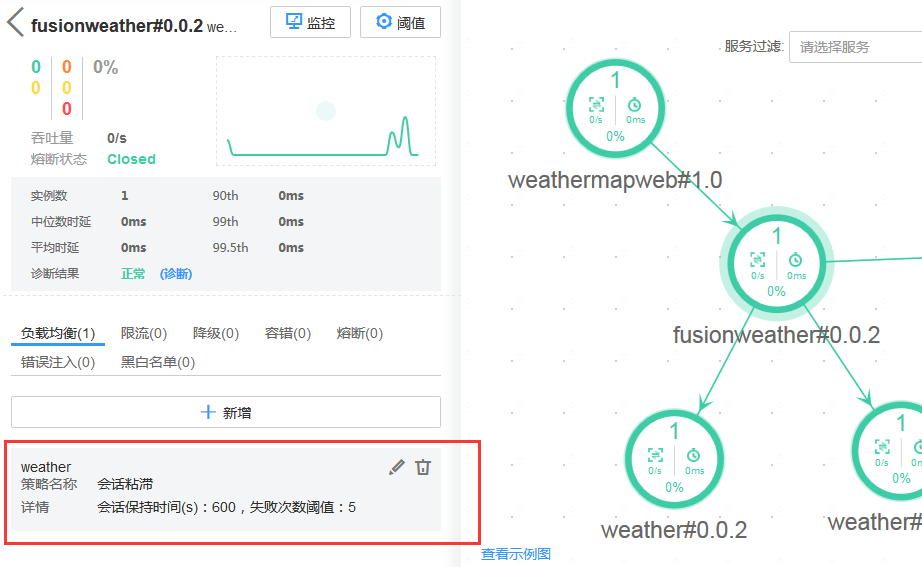 fusionweather#0.0.2 we...
监控
阈值
0 0 0%
0 0
0
吞吐量 0/s
熔断状态 Closed
实例数 1 90th 0ms
中位数时延 0ms 99th 0ms
平均时延 0ms 99.5th 0ms
诊断结果 正常 (诊断)
负载均衡(1) 限流(0) 降级(0) 容错(0) 熔断(0)
错误注入(0) 黑白名单(0)
新增
weather
策略名称 会话粘滞
详情 会话保持时间(s)：600，失败次数阈值：5
服务过滤: 请选择服务
1
0/s 0ms
0%
weathermapweb#1.0
1
0/s 0ms
0%
fusionweather#0.0.2
1
0/s 0ms
0%
weather#0.0.2
1
0/s 0m
0%
weather#
查看示例图